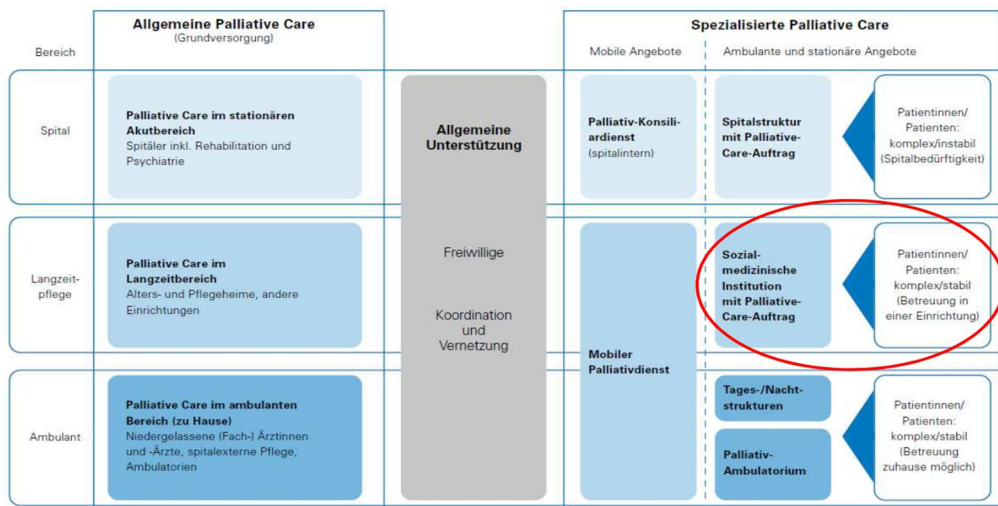 Allgemeine Palliative Care
(Grundversorgung)
Spezialisierte Palliative Care
Bereich
Mobile Angebote
Ambulante und stationäre Angebote
Spital
Palliative Care im stationären
Akutbereich
Spitäler inkl. Rehabilitation und
Psychiatrie
Allgemeine
Unterstützung
Freiwillige
Koordination
und
Vernetzung
Palliativ-Konsili-
ardienst
(spitalintern)
Spitalstruktur
mit Palliative-
Care-Auftrag
Patientinnen/
Patienten:
komplex/instabil
(Spitalbedürftigkeit)
Langzeit-
pflege
Palliative Care im
Langzeitbereich
Alters- und Pflegeheime, andere
Einrichtungen
Mobiler
Palliativdienst
Sozial-
medizinische
Institution
mit Palliative-
Care-Auftrag
Patientinnen/
Patienten:
komplex/stabil
(Betreuung in
einer Einrichtung)
Ambulant
Palliative Care im ambulanten
Bereich (zu Hause)
Niedergelassene (Fach-) Ärztinnen
und -Ärzte, spitalexterne Pflege,
Ambulatorien
Tages-/Nacht-
strukturen
Palliativ-
Ambulatorium
Patientinnen/
Patienten:
komplex/stabil
(Betreuung
zuhause möglich)